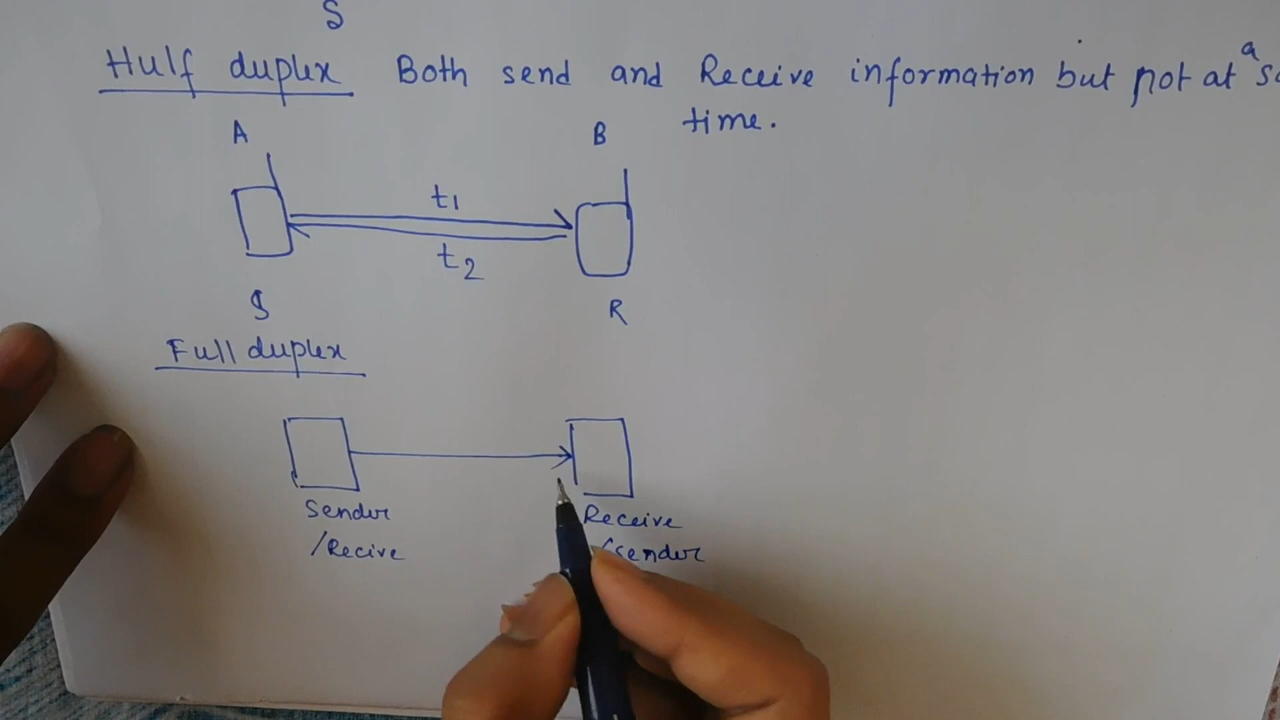 S
Hulf duplex Both send and Receive information but not at a
time.
A B
t1
t2
S R
Full duplex
Sender Receive
/Recive /sender